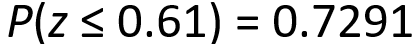 P(z ≤ 0.61) = 0.7291